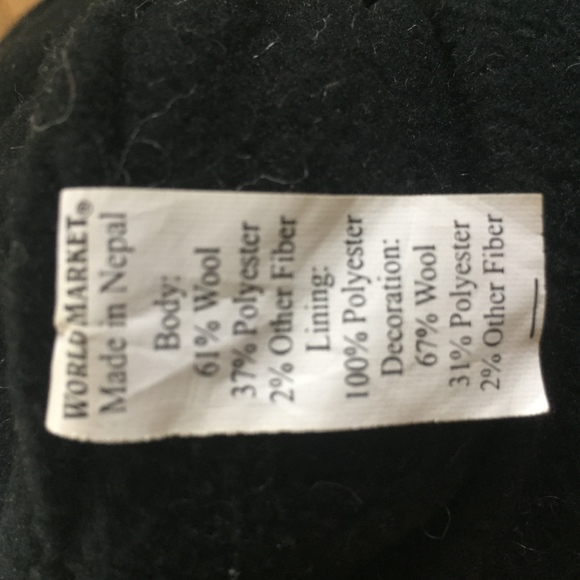 WORLD MARKET®
Made in Nepal
Body:
61% Wool
37% Polyester
2% Other Fiber
Lining:
100% Polyester
Decoration:
67% Wool
31% Polyester
2% Other Fiber